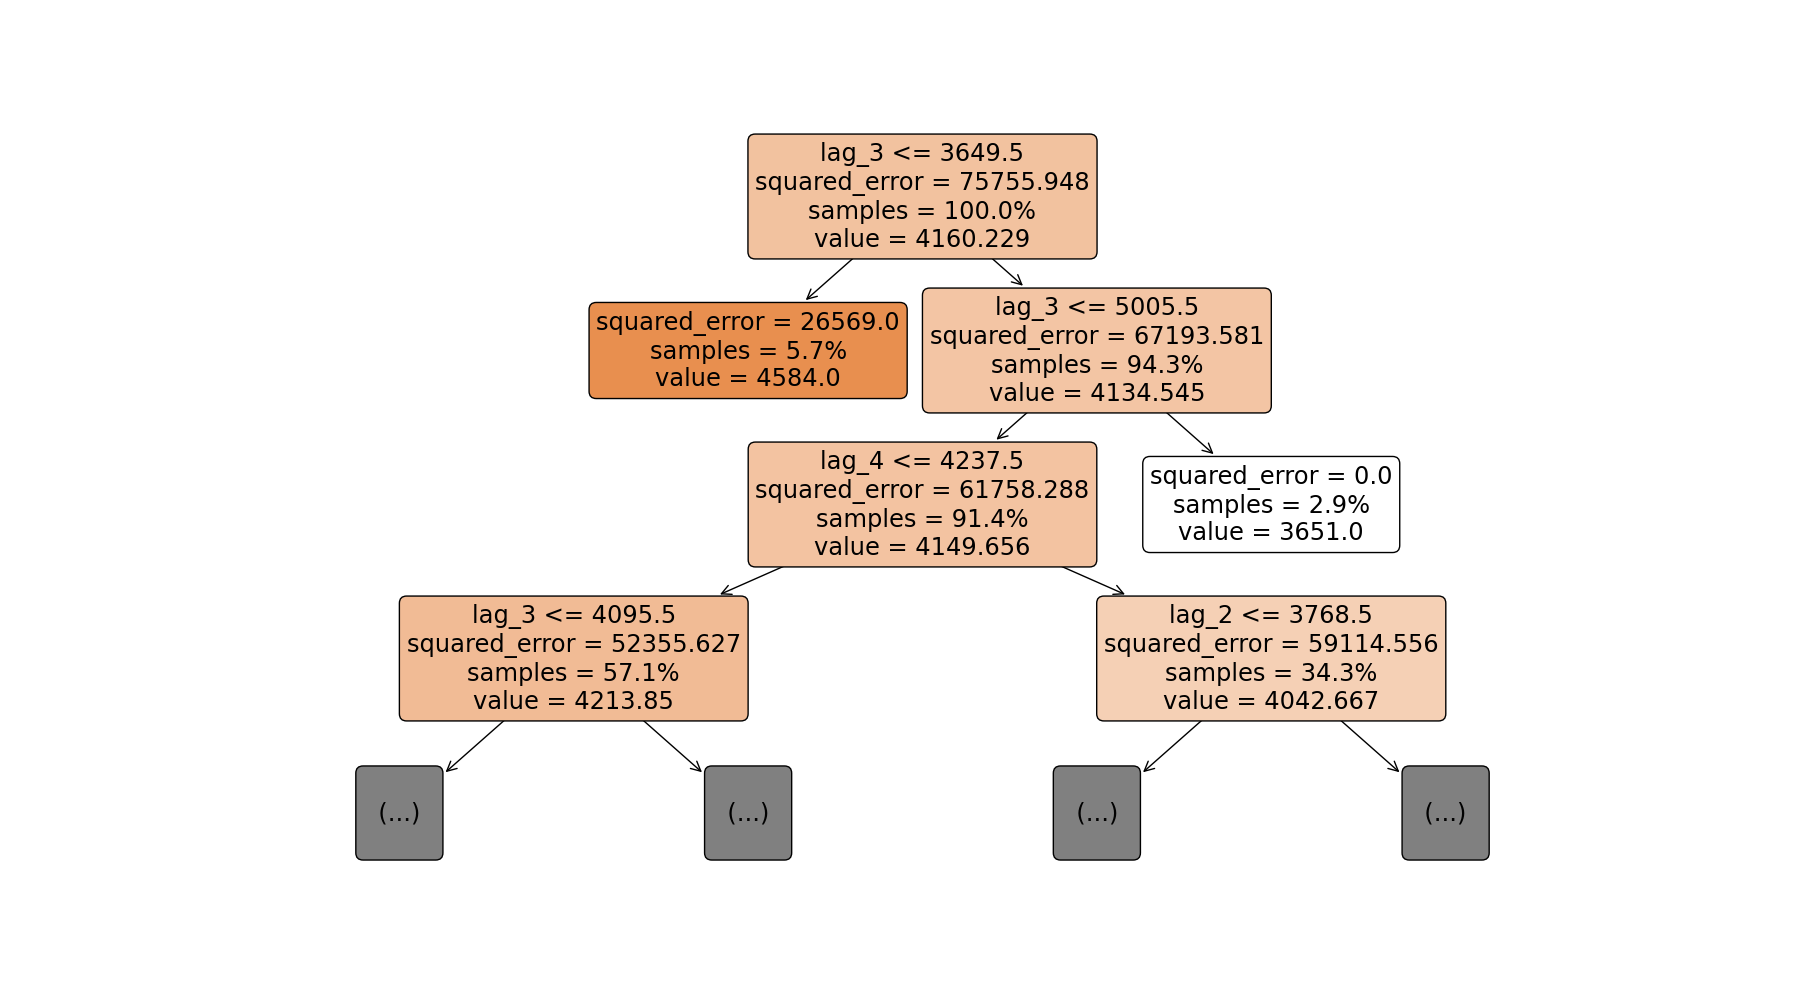 lag_3 <= 3649.5
squared_error = 75755.948
samples = 100.0%
value = 4160.229
squared_error = 26569.0
samples = 5.7%
value = 4584.0
lag_3 <= 5005.5
squared_error = 67193.581
samples = 94.3%
value = 4134.545
lag_4 <= 4237.5
squared_error = 61758.288
samples = 91.4%
value = 4149.656
squared_error = 0.0
samples = 2.9%
value = 3651.0
lag_3 <= 4095.5
squared_error = 52355.627
samples = 57.1%
value = 4213.85
lag_2 <= 3768.5
squared_error = 59114.556
samples = 34.3%
value = 4042.667
(...)
(...)
(...)
(...)